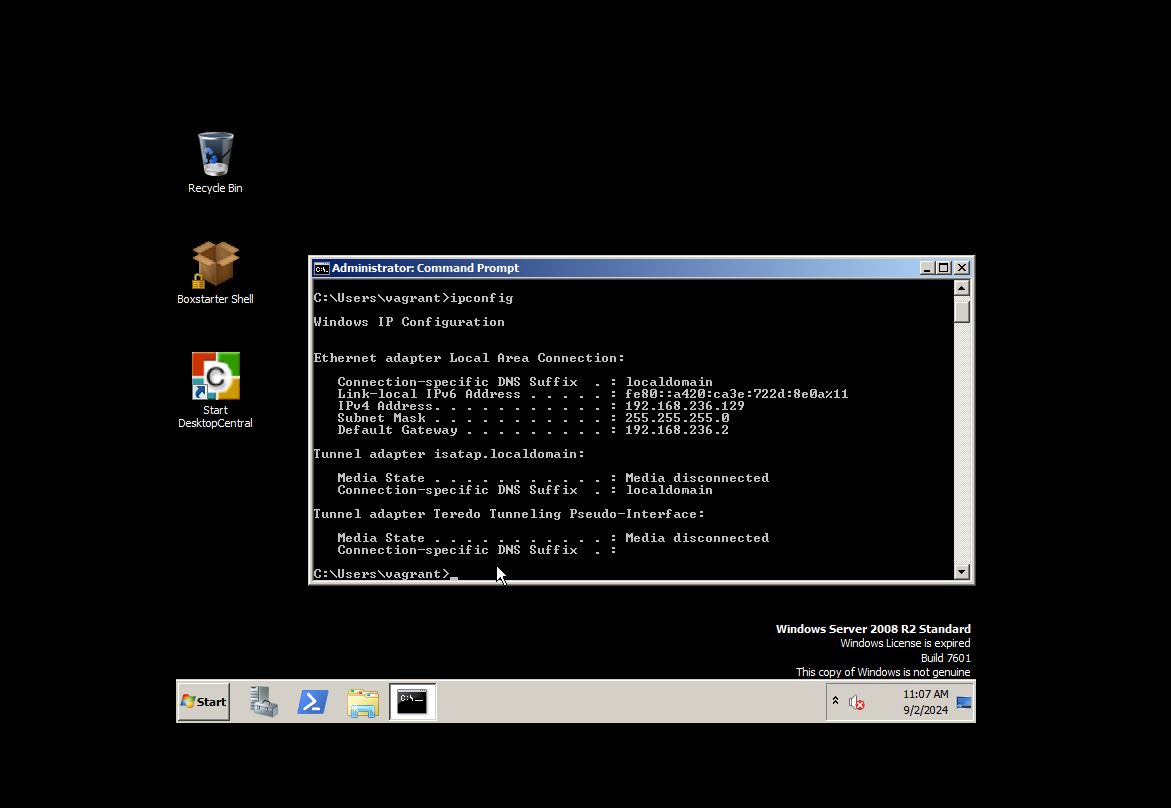 Recycle Bin
Boxstarter Shell
Start
DesktopCentral
Administrator: Command Prompt
C:\Users\vagrant>ipconfig
Windows IP Configuration
Ethernet adapter Local Area Connection:
Connection-specific DNS Suffix . : localdomain
Link-local IPv6 Address . . . . . : fe80::a420:ca3e:722d:8e0a%11
IPv4 Address. . . . . . . . . . . : 192.168.236.129
Subnet Mask . . . . . . . . . . . : 255.255.255.0
Default Gateway . . . . . . . . . : 192.168.236.2
Tunnel adapter isatap.localdomain:
Media State . . . . . . . . . . . : Media disconnected
Connection-specific DNS Suffix . : localdomain
Tunnel adapter Teredo Tunneling Pseudo-Interface:
Media State . . . . . . . . . . . : Media disconnected
Connection-specific DNS Suffix . :
C:\Users\vagrant>_
Windows Server 2008 R2 Standard
Windows License is expired
Build 7601
This copy of Windows is not genuine
Start
11:07 AM
9/2/2024